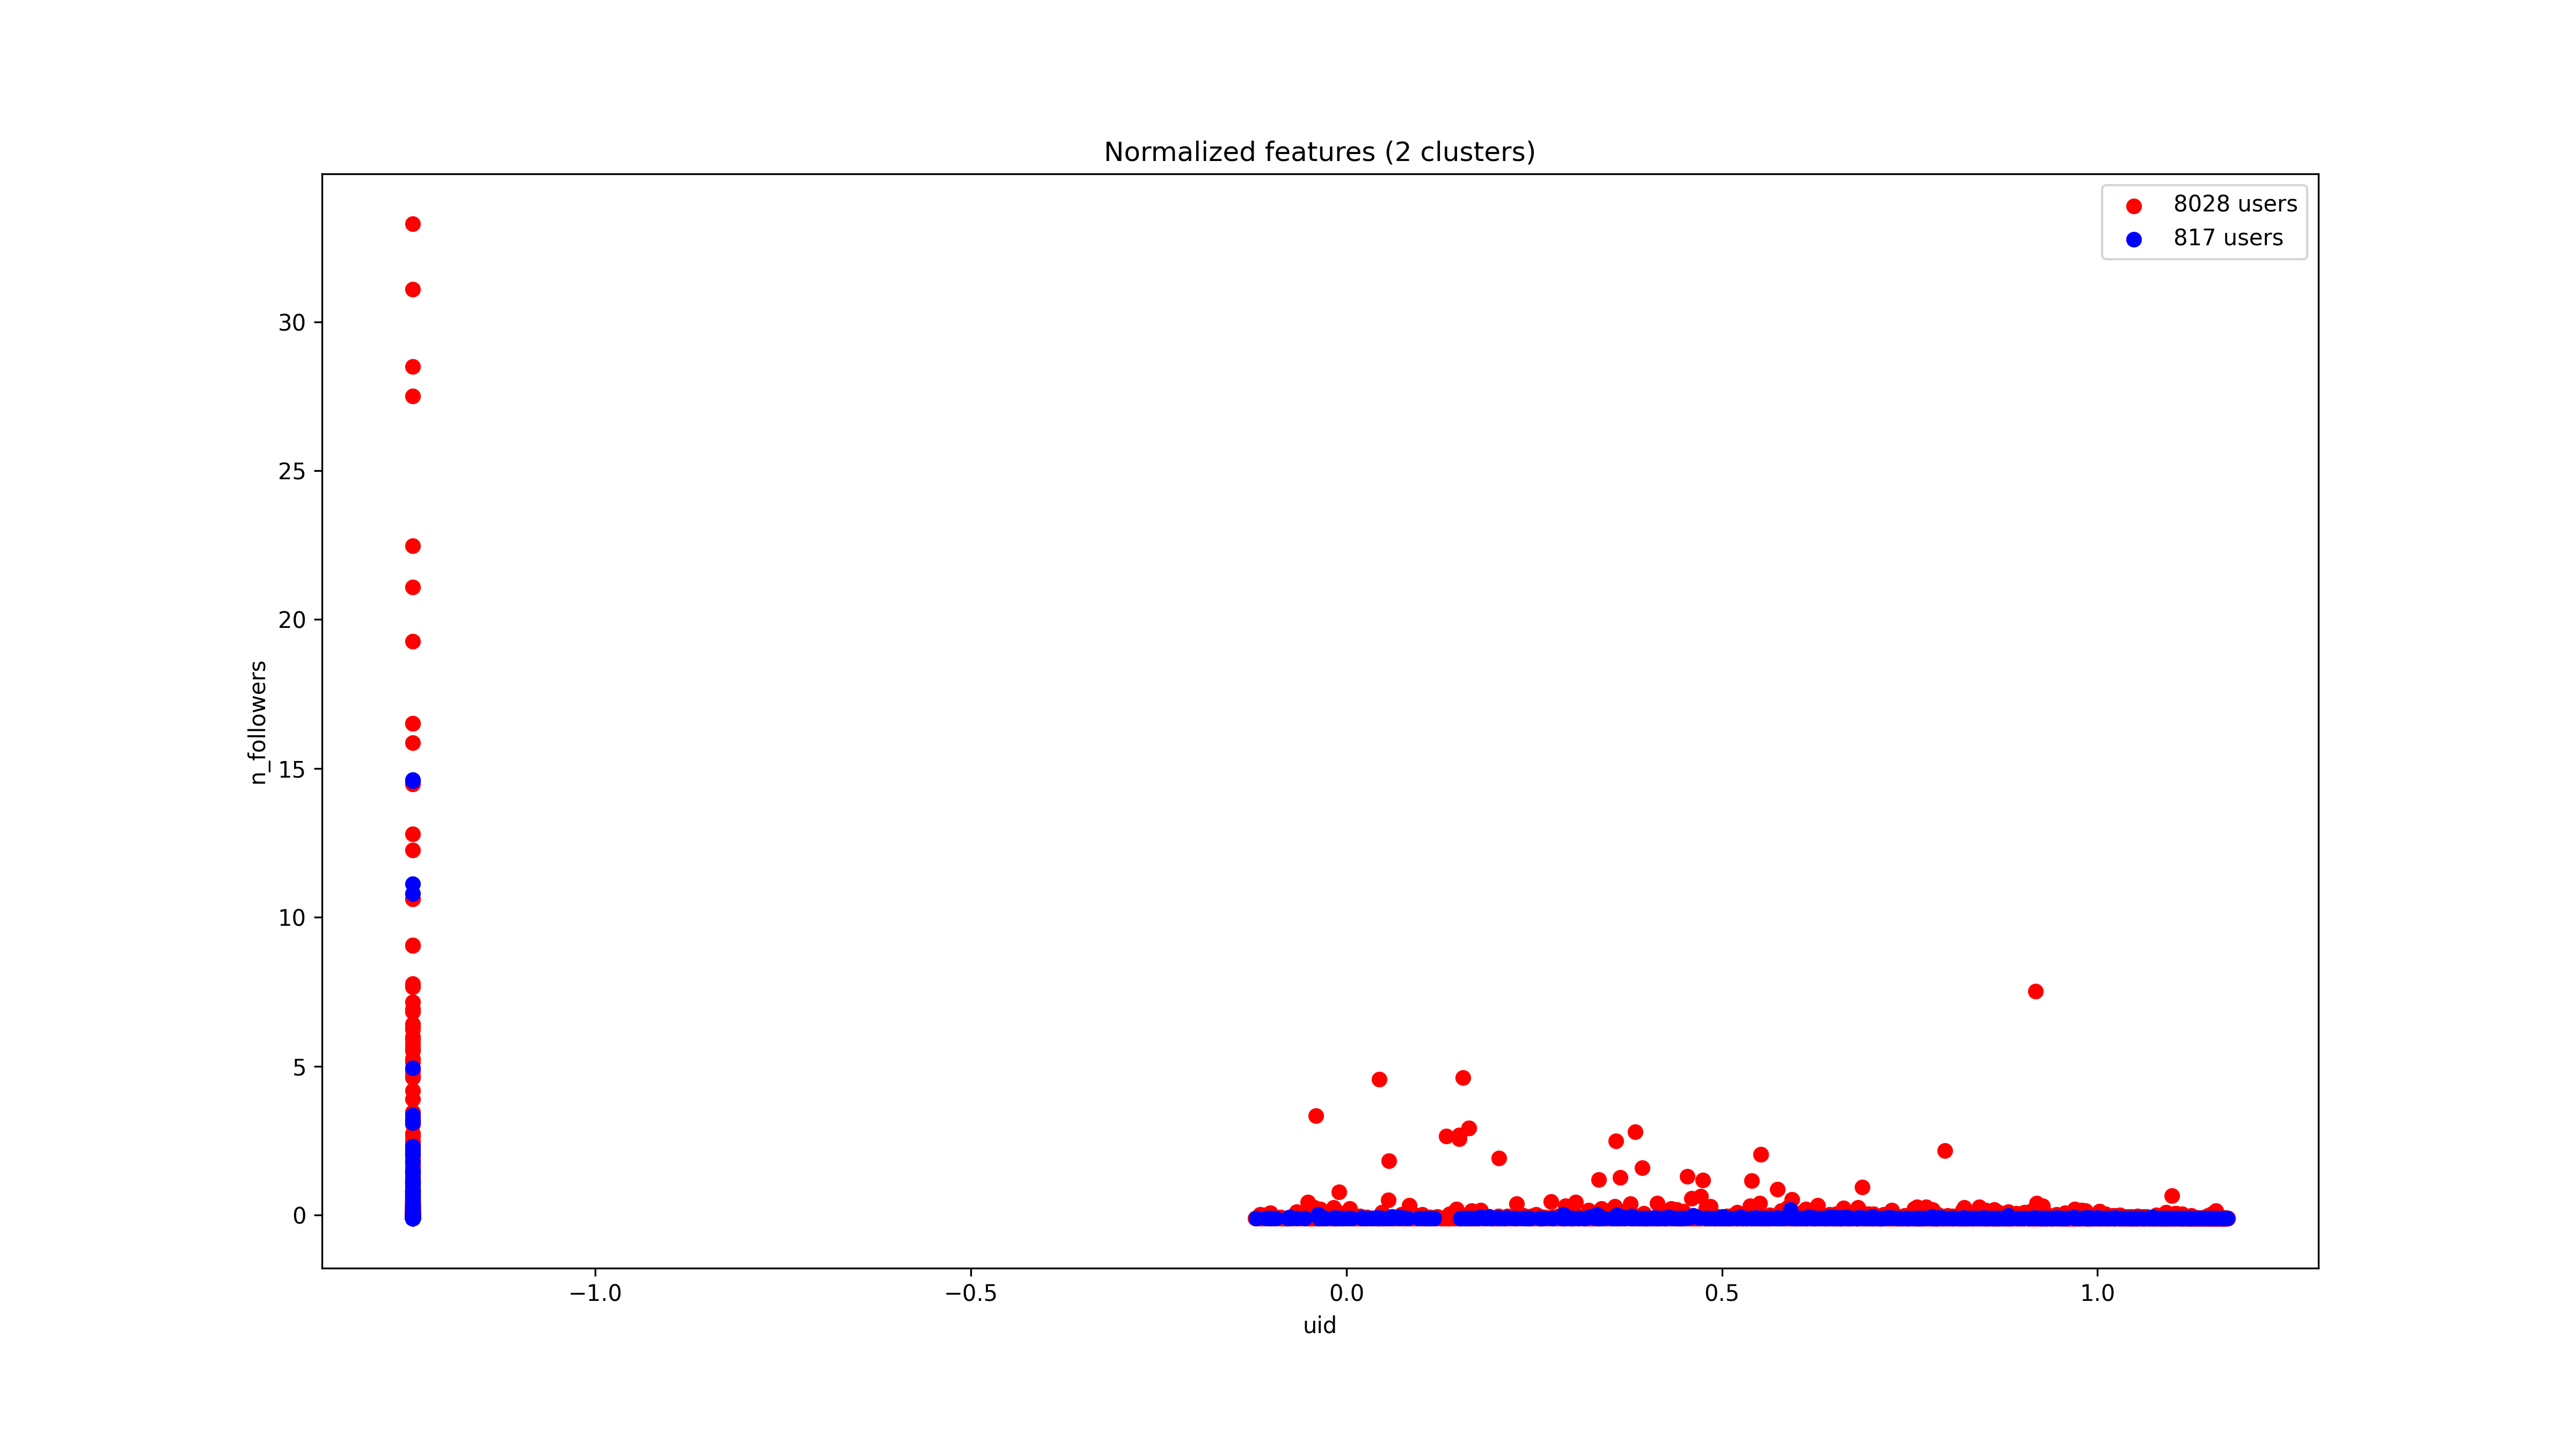 Normalized features (2 clusters)
8028 users
817 users
n_followers
30
25
20
15
10
5
0
−1.0
−0.5
0.0
0.5
1.0
uid